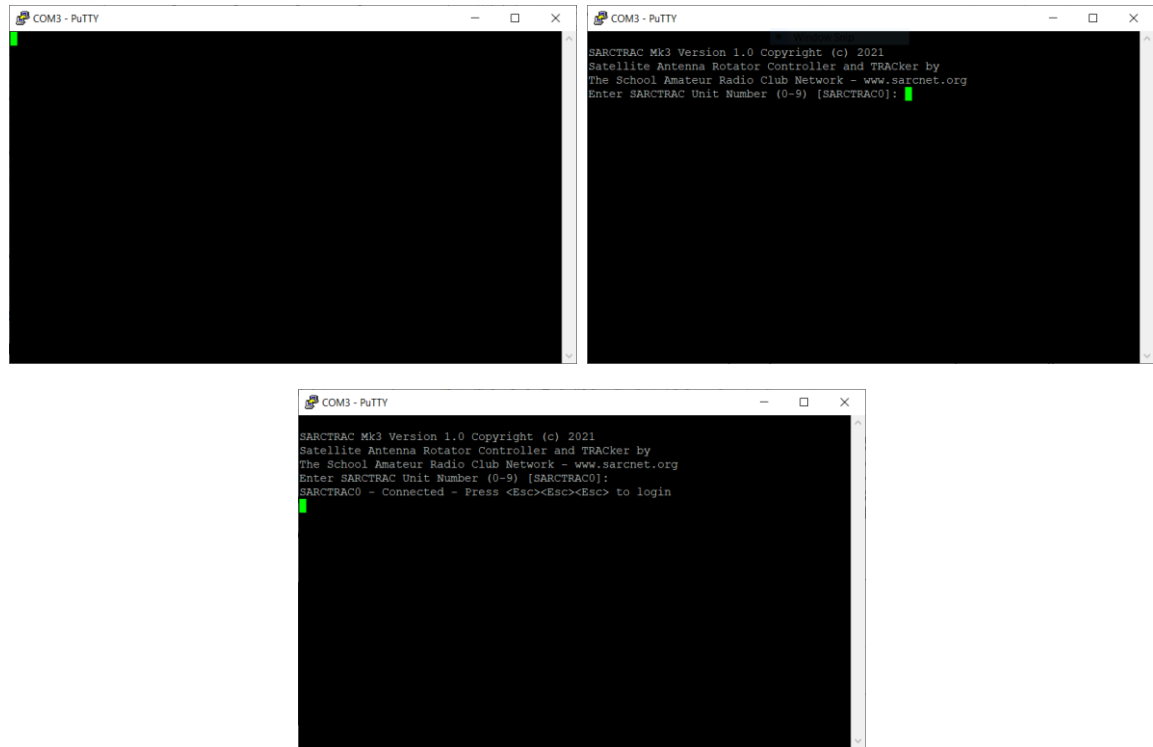 COM3 - PuTTY
COM3 - PuTTY
SARCTRAC Mk3 Version 1.0 Copyright (c) 2021
Satellite Antenna Rotator Controller and TRACker by
The School Amateur Radio Club Network - www.sarcnet.org
Enter SARCTRAC Unit Number (0-9) [SARCTRAC0]:
COM3 - PuTTY
SARCTRAC Mk3 Version 1.0 Copyright (c) 2021
Satellite Antenna Rotator Controller and TRACker by
The School Amateur Radio Club Network - www.sarcnet.org
Enter SARCTRAC Unit Number (0-9) [SARCTRAC0]:
SARCTRAC0 - Connected - Press <Esc><Esc><Esc> to login